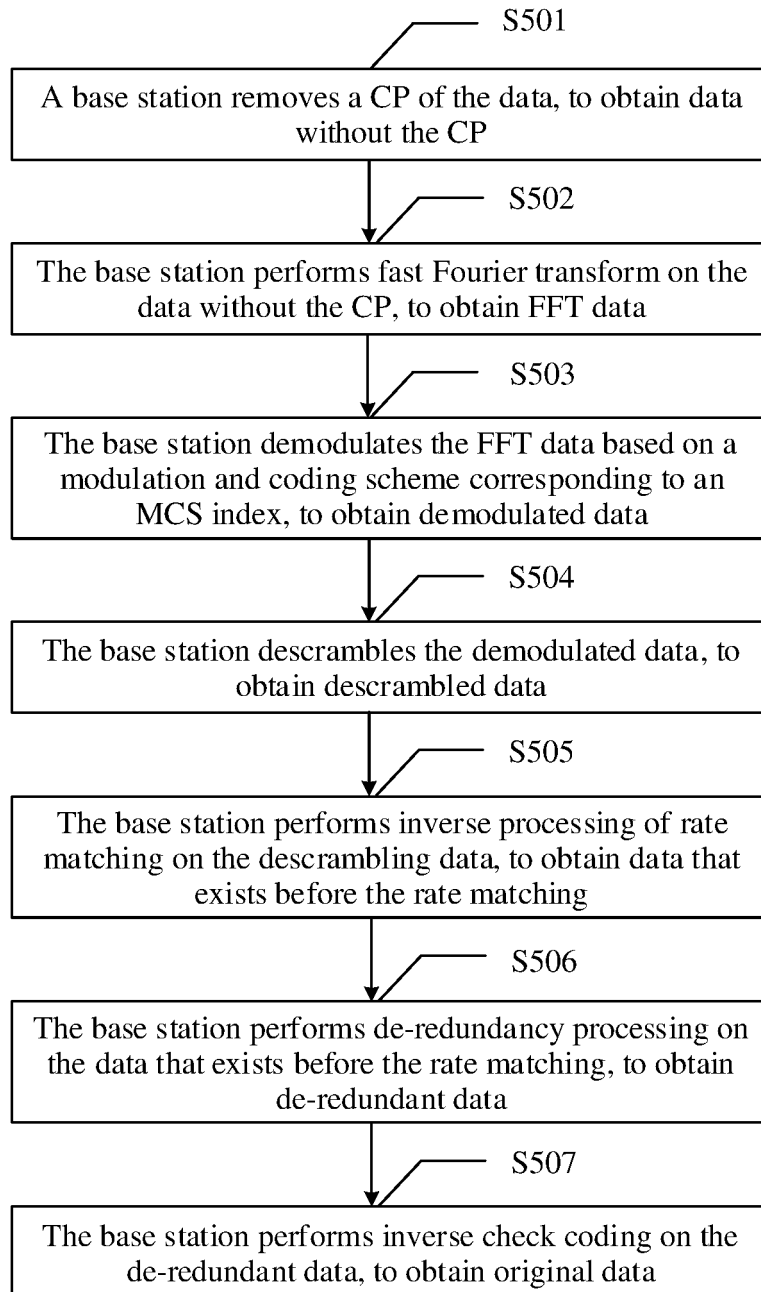 S501
A base station removes a CP of the data, to obtain data
without the CP
S502
The base station performs fast Fourier transform on the
data without the CP, to obtain FFT data
S503
The base station demodulates the FFT data based on a
modulation and coding scheme corresponding to an
MCS index, to obtain demodulated data
S504
The base station descrambles the demodulated data, to
obtain descrambled data
S505
The base station performs inverse processing of rate
matching on the descrambling data, to obtain data that
exists before the rate matching
S506
The base station performs de-redundancy processing on
the data that exists before the rate matching, to obtain
de-redundant data
S507
The base station performs inverse check coding on the
de-redundant data, to obtain original data